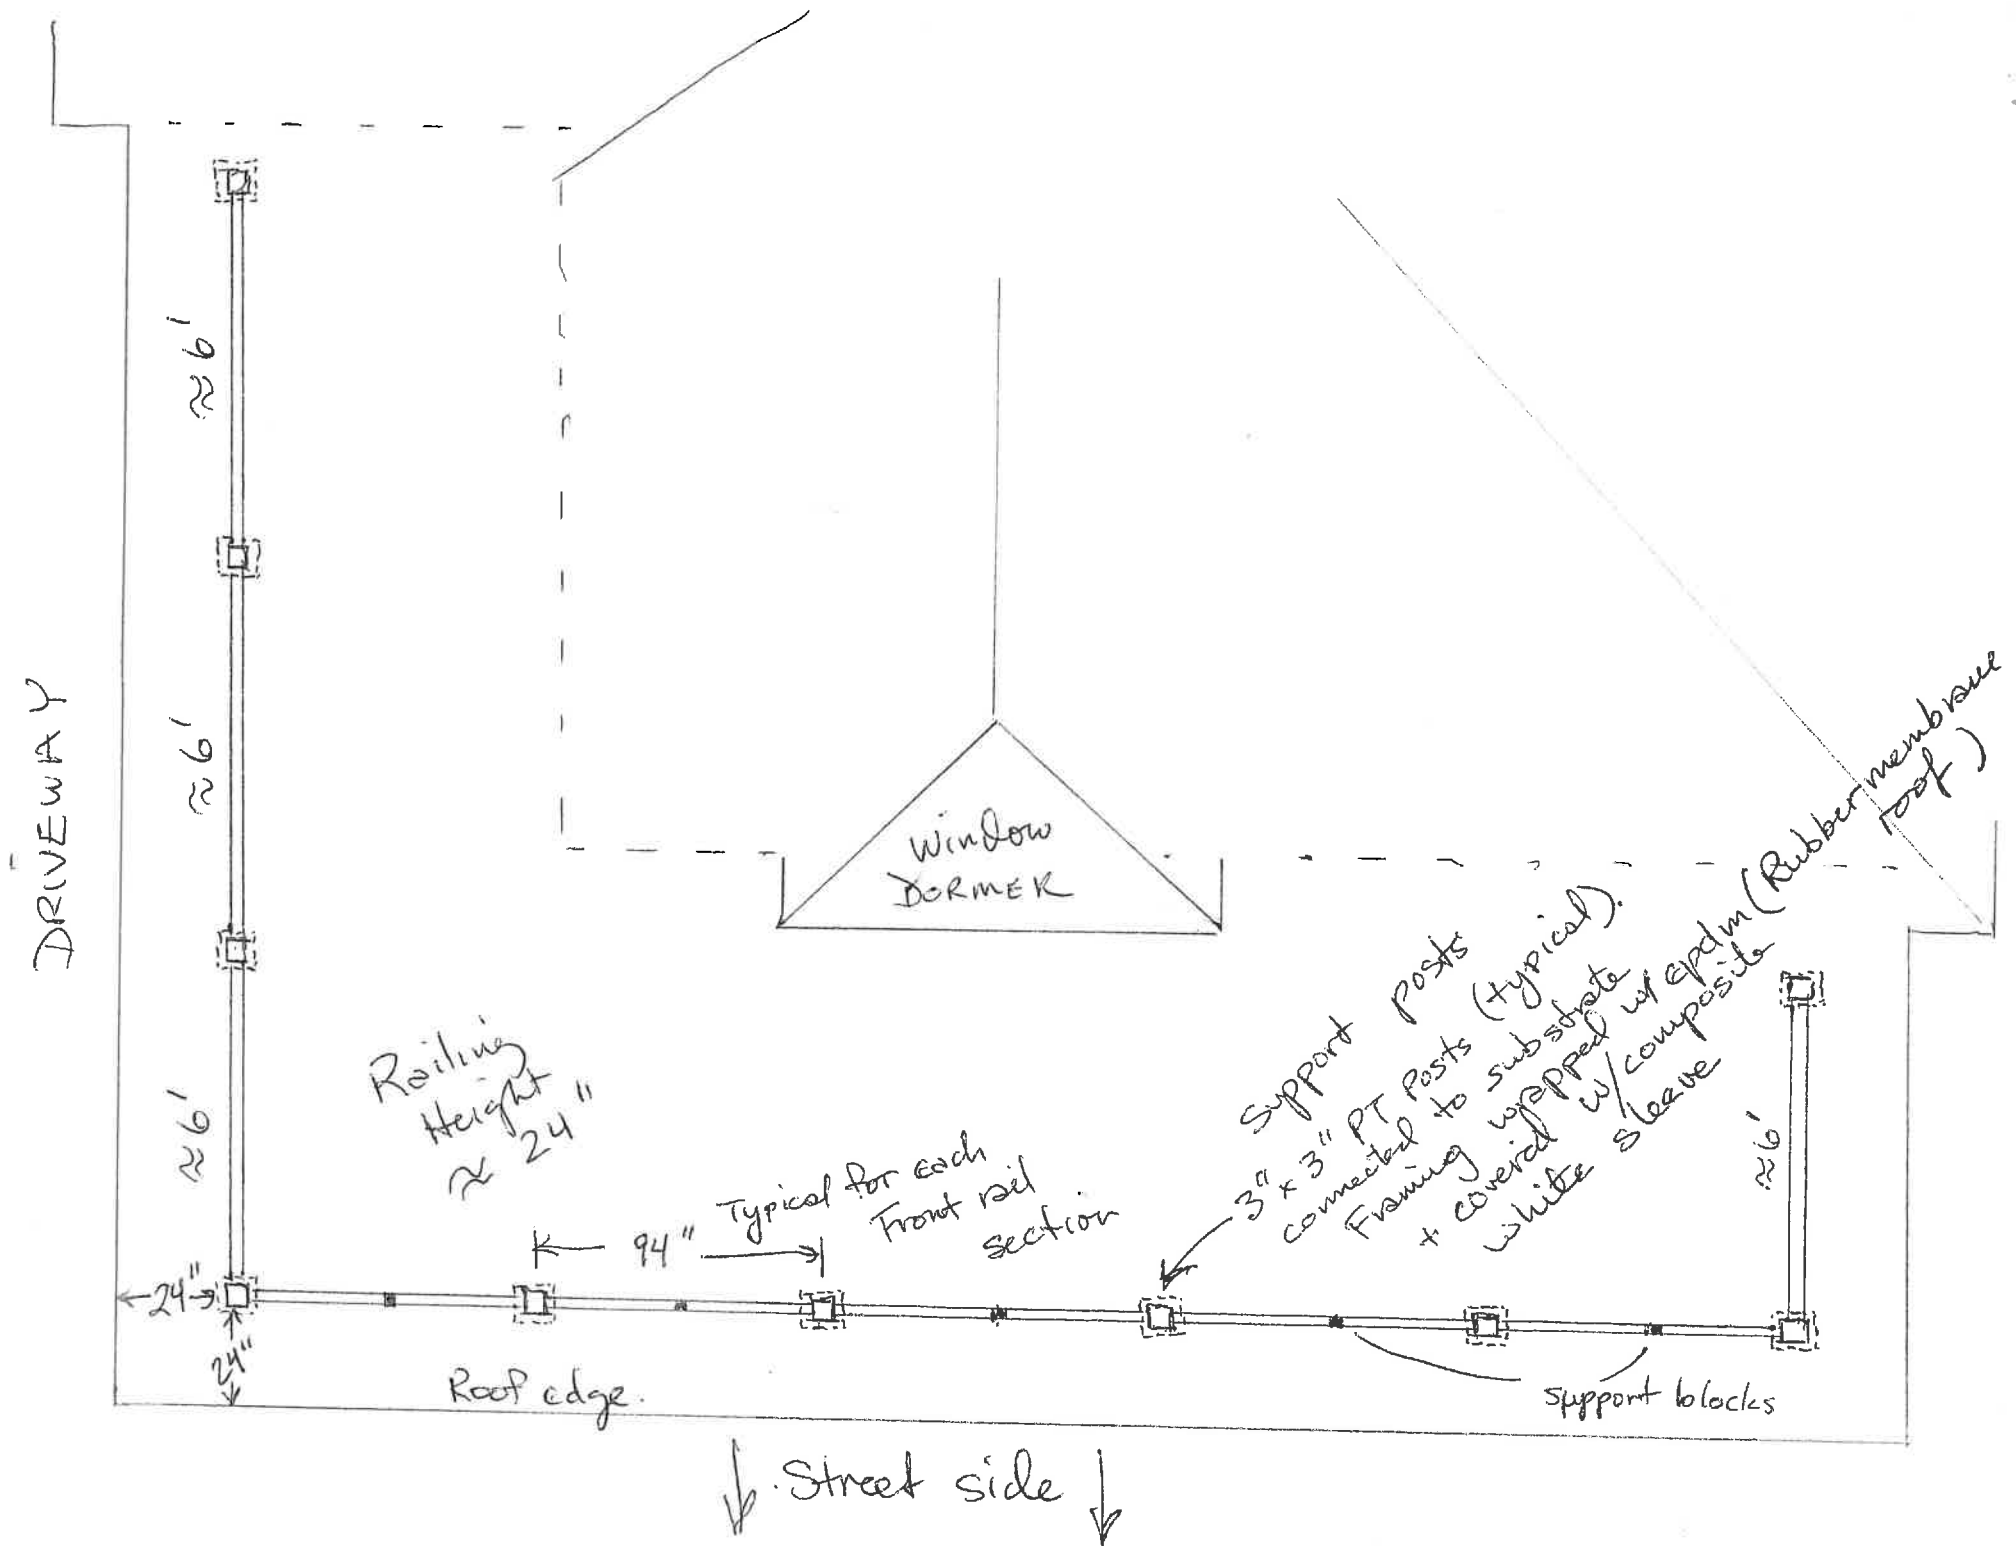 DRIVEWAY
≈6'
≈6'
≈6'
Window
DORMER
Railing
Height
≈ 24"
94"
Typical for each
Front rail
section
Support posts
3" x 3" PT Posts (typical).
connected to substrate
Framing wrapped w/ epdm (Rubber membrane
roof)
+ coverid w/composite
white sleave
≈6'
24"
24"
Roof edge.
support blocks
Street side